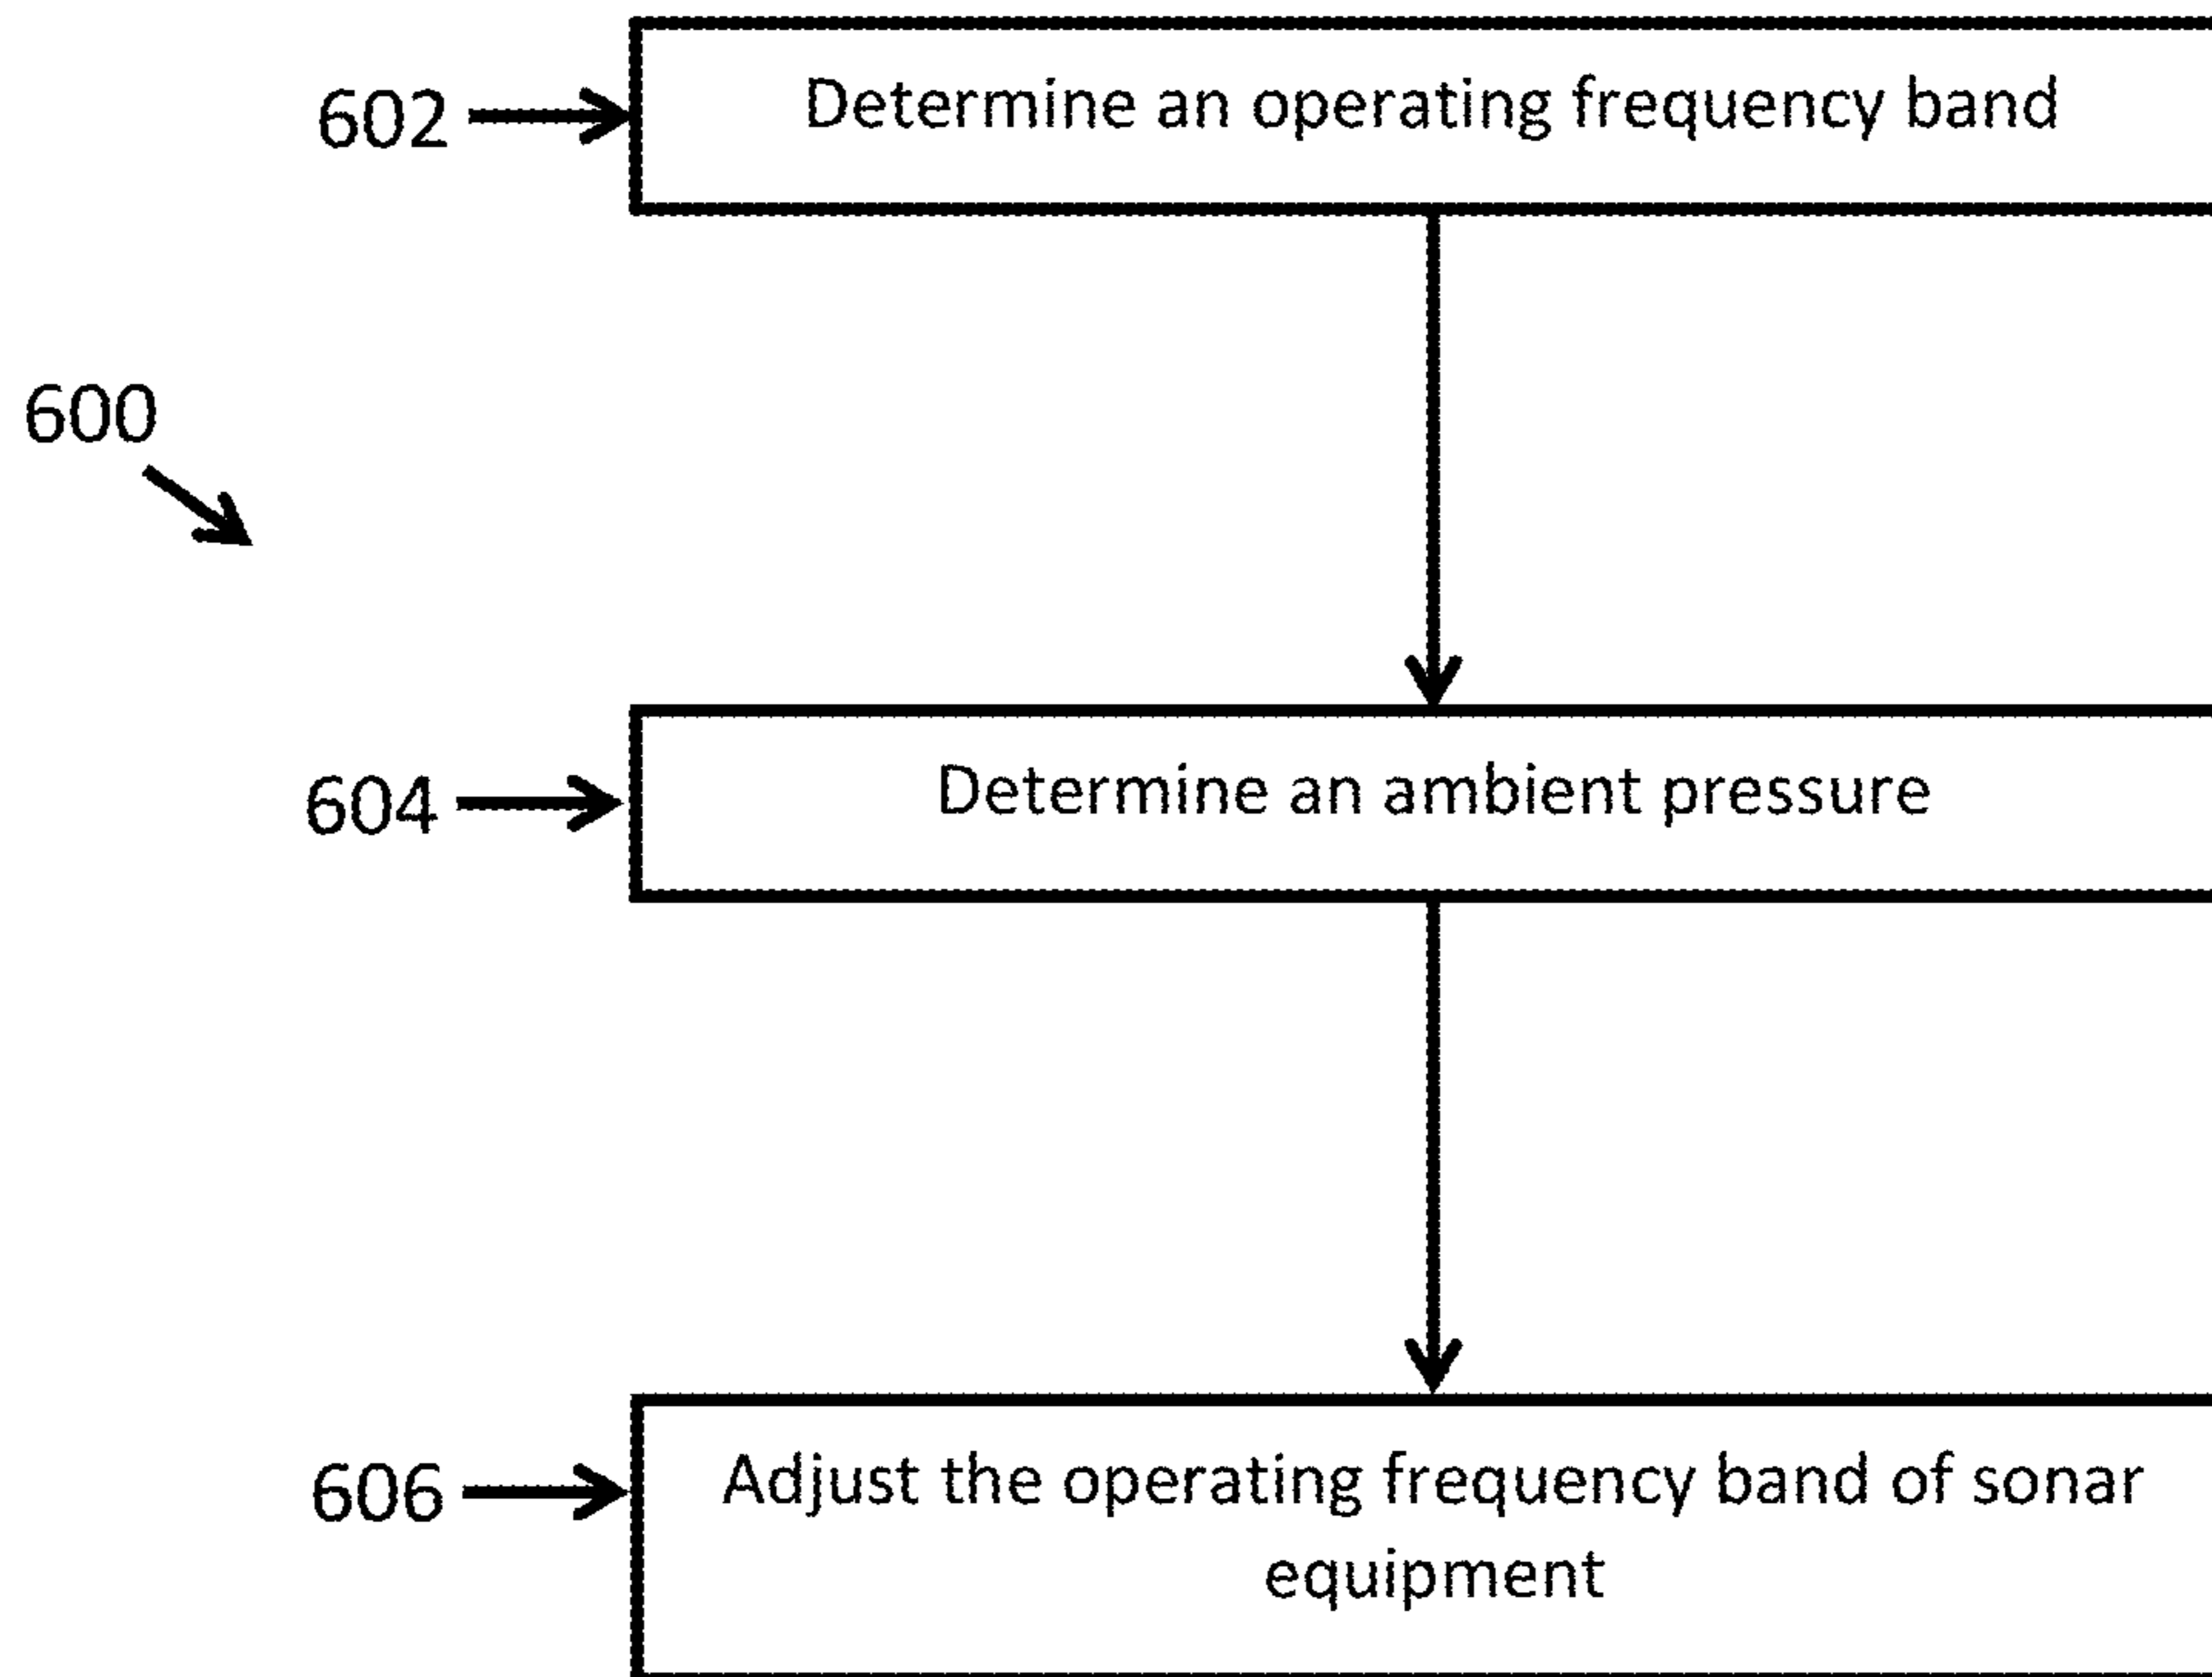 602
Determine an operating frequency band
600
604
Determine an ambient pressure
606
Adjust the operating frequency band of sonar
equipment